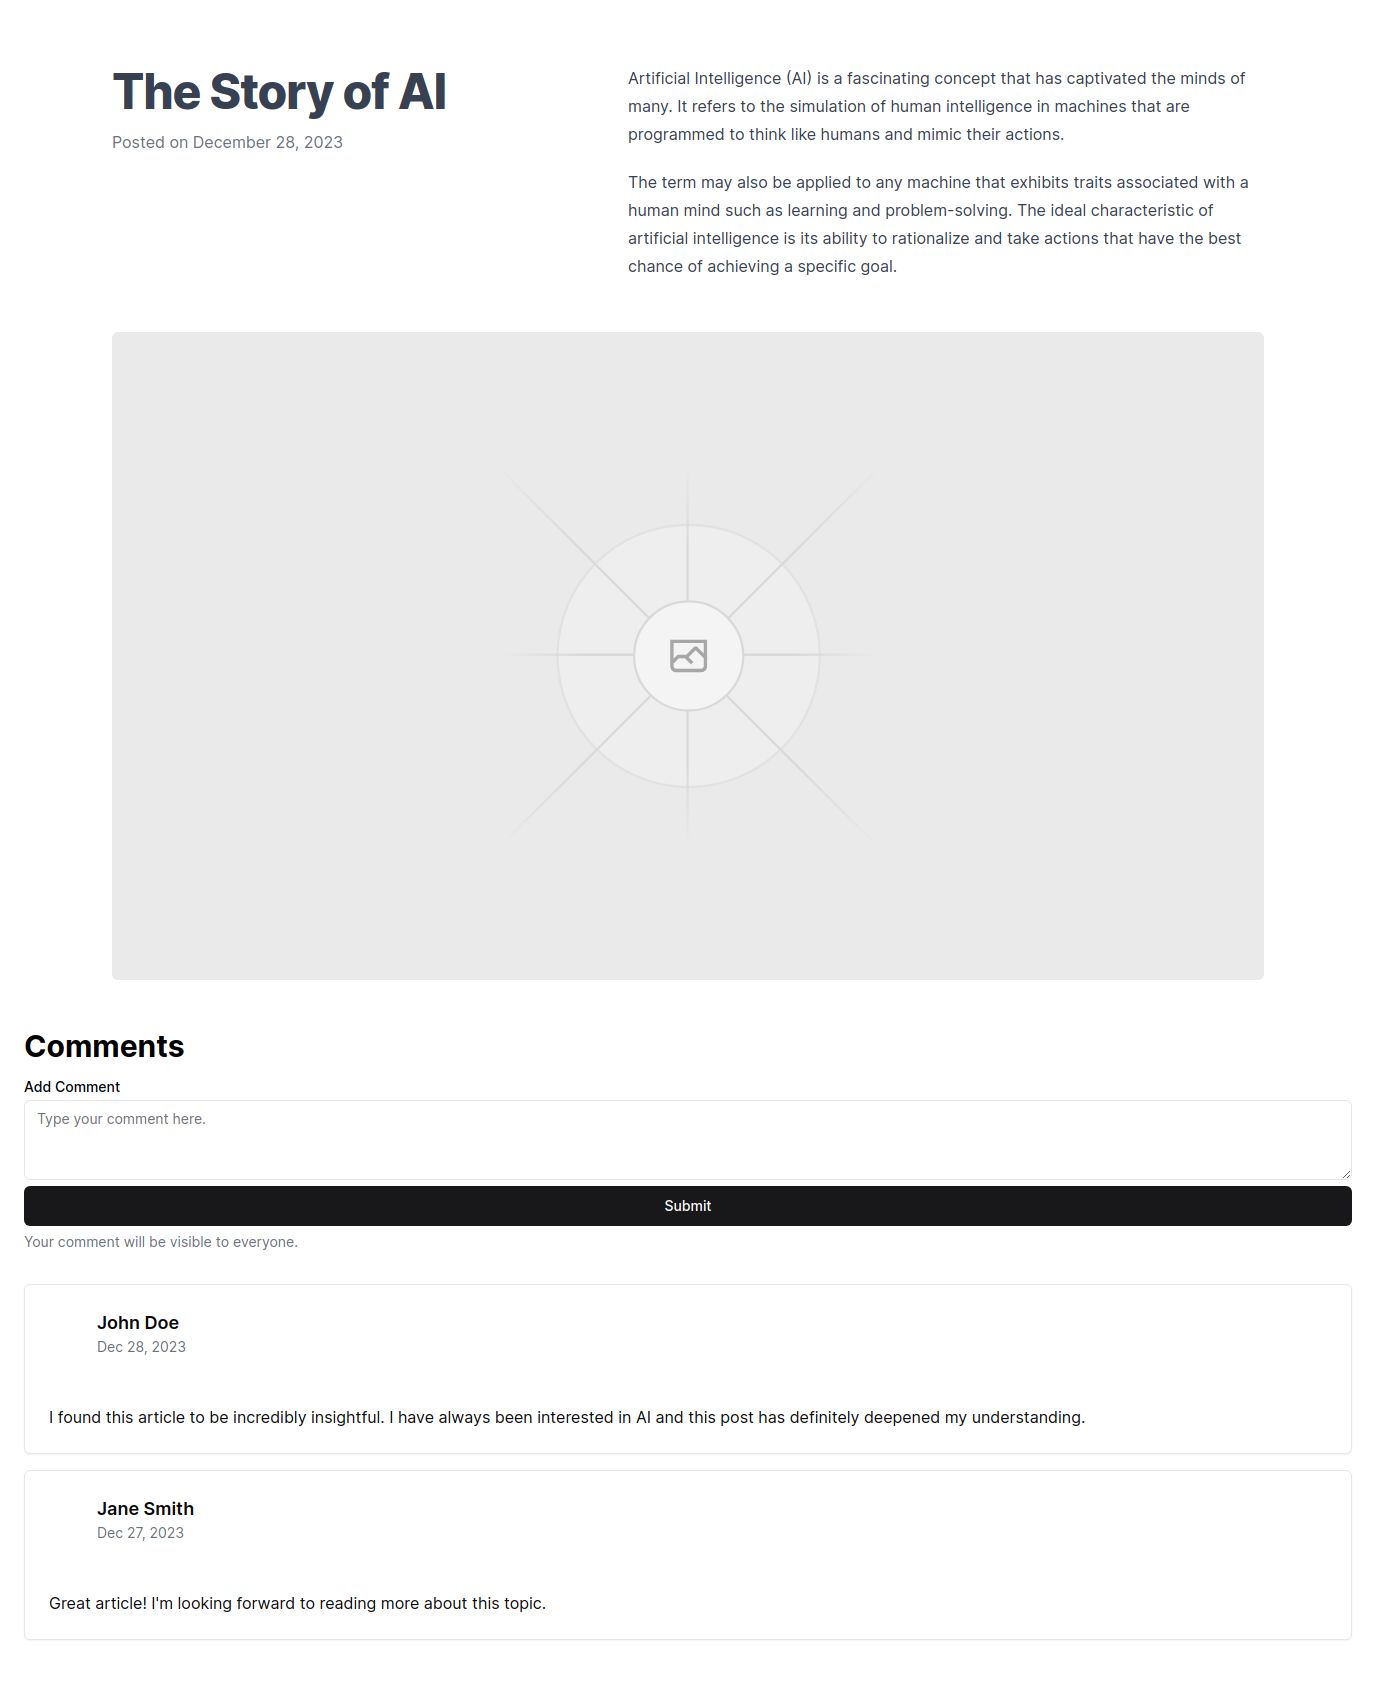 The Story of AI
Posted on December 28, 2023
Artificial Intelligence (AI) is a fascinating concept that has captivated the minds of
many. It refers to the simulation of human intelligence in machines that are
programmed to think like humans and mimic their actions.
The term may also be applied to any machine that exhibits traits associated with a
human mind such as learning and problem-solving. The ideal characteristic of
artificial intelligence is its ability to rationalize and take actions that have the best
chance of achieving a specific goal.
Comments
Add Comment
Type your comment here.
Submit
Your comment will be visible to everyone.
John Doe
Dec 28, 2023
I found this article to be incredibly insightful. I have always been interested in AI and this post has definitely deepened my understanding.
Jane Smith
Dec 27, 2023
Great article! I'm looking forward to reading more about this topic.